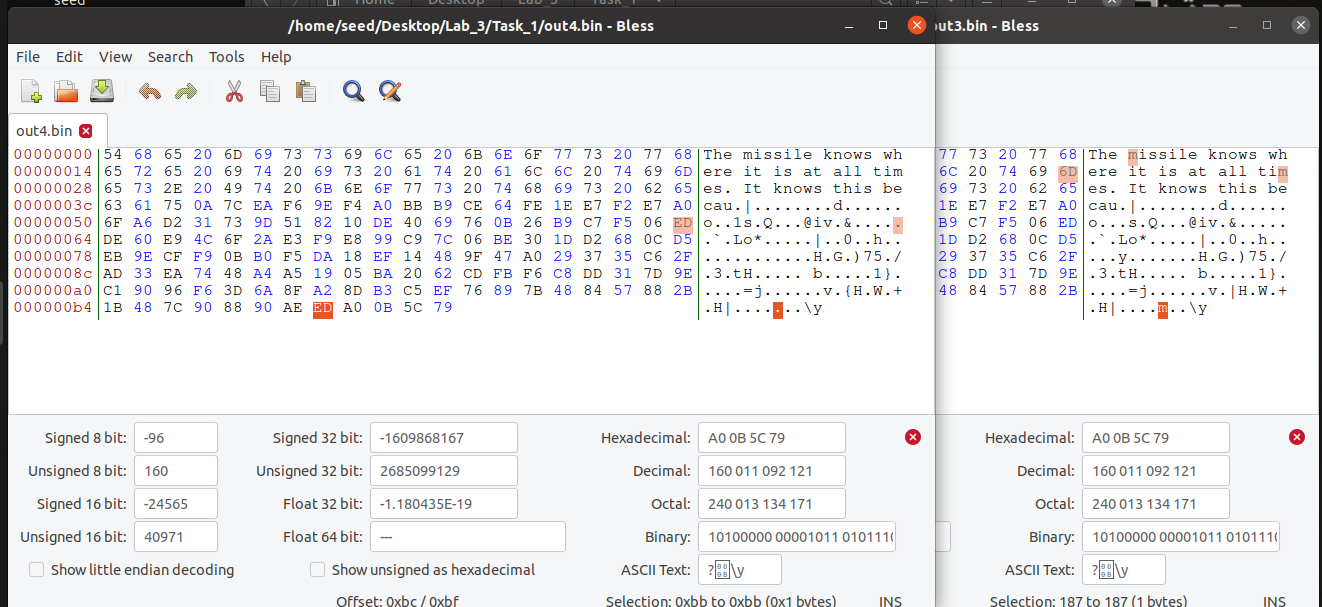 seed
/home/seed/Desktop/Lab_3/Task_1/out4.bin - Bless
out3.bin - Bless
File Edit View Search Tools Help
out4.bin
00000000 54 68 65 20 6D 69 73 73 69 6C 65 20 6B 6E 6F 77 73 20 77 68 The missile knows wh
77 73 20 77 68 The missile knows wh
00000014 65 72 65 20 69 74 20 69 73 20 61 74 20 61 6C 6C 20 74 69 6D ere it is at all tim
6C 20 74 69 6D ere it is at all tim
00000028 65 73 2E 20 49 74 20 6B 6E 6F 77 73 20 74 68 69 73 20 62 65 es. It knows this be
69 73 20 62 65 es. It knows this be
0000003c 63 61 75 0A 7C EA F6 9E F4 A0 BB B9 CE 64 FE 1E E7 F2 E7 A0 cau.|........d......
1E E7 F2 E7 A0 cau.|........d......
00000050 6F A6 D2 31 73 9D 51 82 10 DE 40 69 76 0B 26 B9 C7 F5 06 ED o..1s.Q...@iv.&.....
B9 C7 F5 06 ED o...s.Q...@iv.&.....
00000064 DE 60 E9 4C 6F 2A E3 F9 E8 99 C9 7C 06 BE 30 1D D2 68 0C D5 .`.Lo*.....|..0..h..
1D D2 68 0C D5 .`.Lo*.....|..0..h..
00000078 EB 9E CF F9 0B B0 F5 DA 18 EF 14 48 9F 47 A0 29 37 35 C6 2F ...........H.G.)75./
29 37 35 C6 2F ...y.......H.G.)75./
0000008c AD 33 EA 74 48 A4 A5 19 05 BA 20 62 CD FB F6 C8 DD 31 7D 9E .3.tH..... b.....1}.
C8 DD 31 7D 9E .3.tH..... b.....1}.
000000a0 C1 90 96 F6 3D 6A 8F A2 8D B3 C5 EF 76 89 7B 48 84 57 88 2B ....=j......v.{H.W.+
48 84 57 88 2B ....=j......v.|H.W.+
000000b4 1B 48 7C 90 88 90 AE ED A0 0B 5C 79 .H|.......\y
.H|....m..\y
Signed 8 bit: -96 Signed 32 bit: -1609868167 Hexadecimal: A0 0B 5C 79
Hexadecimal: A0 0B 5C 79
Unsigned 8 bit: 160 Unsigned 32 bit: 2685099129 Decimal: 160 011 092 121
Decimal: 160 011 092 121
Signed 16 bit: -24565 Float 32 bit: -1.180435E-19 Octal: 240 013 134 171
Octal: 240 013 134 171
Unsigned 16 bit: 40971 Float 64 bit: --- Binary: 10100000 00001011 0101110
Binary: 10100000 00001011 0101110
Show little endian decoding Show unsigned as hexadecimal ASCII Text: ?\y
ASCII Text: ?\y
Offset: 0xbc / 0xbf Selection: 0xbb to 0xbb (0x1 bytes) INS
Selection: 187 to 187 (1 bytes) INS